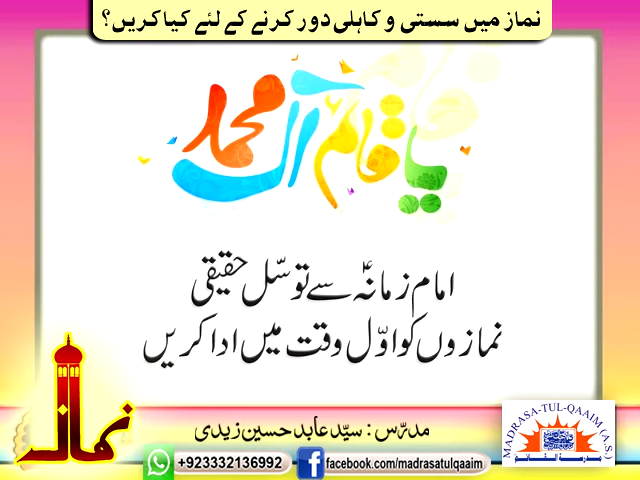 نماز میں سستی و کاہلی دور کرنے کے لئے کیا کریں؟
یا قائم آل محمد
امام زمانہؑ سے توسّل حقیقی
نمازوں کو اوّل وقت میں ادا کریں
نماز
مدرّس : سیّد عابد حسین زیدی
+923332136992
facebook.com/madrasatulqaaim
MADRASA-TUL-QAAIM (A.S.)
مدرسۃ القائم